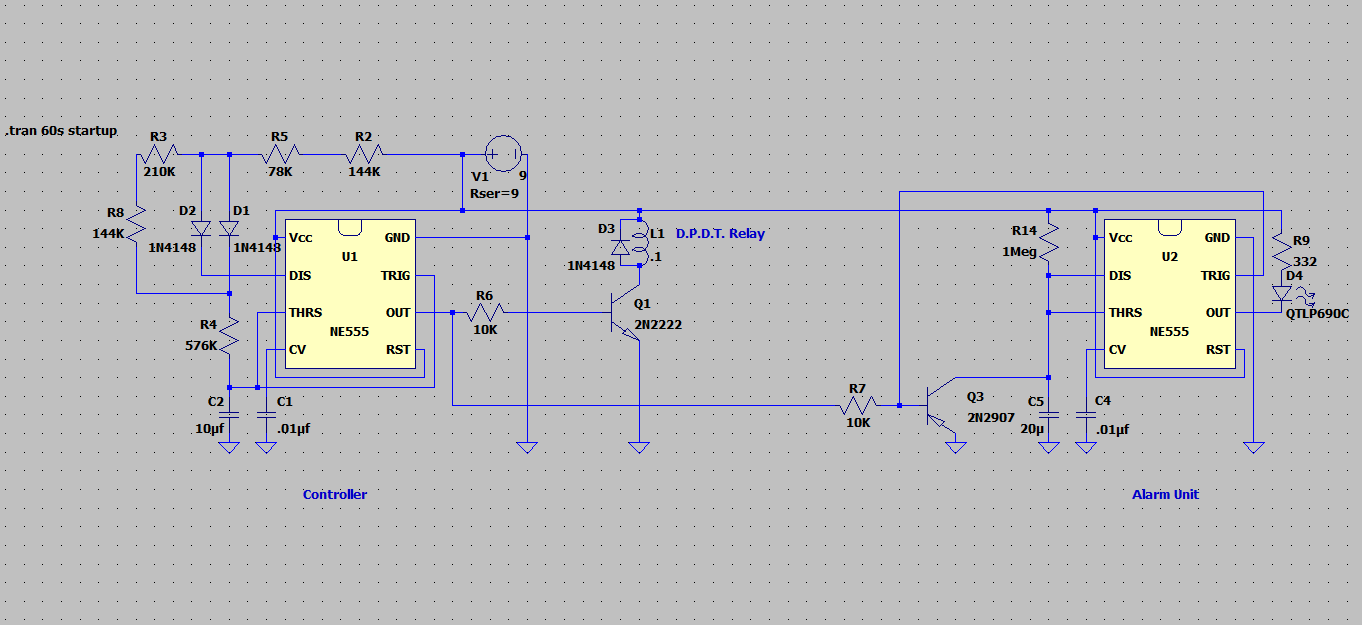 .tran 60s startup
R3
210K
R5
78K
R2
144K
V1
9
Rser=9
R8
144K
D2
1N4148
D1
1N4148
Vcc
GND
U1
DIS
TRIG
THRS
OUT
NE555
CV
RST
R4
576K
C2
10µf
C1
.01µf
R6
10K
D3
1N4148
L1
.1
D.P.D.T. Relay
Q1
2N2222
R7
10K
Q3
2N2907
R14
1Meg
C5
20µ
C4
.01µf
Vcc
GND
U2
DIS
TRIG
THRS
OUT
NE555
CV
RST
R9
332
D4
QTLP690C
Controller
Alarm Unit